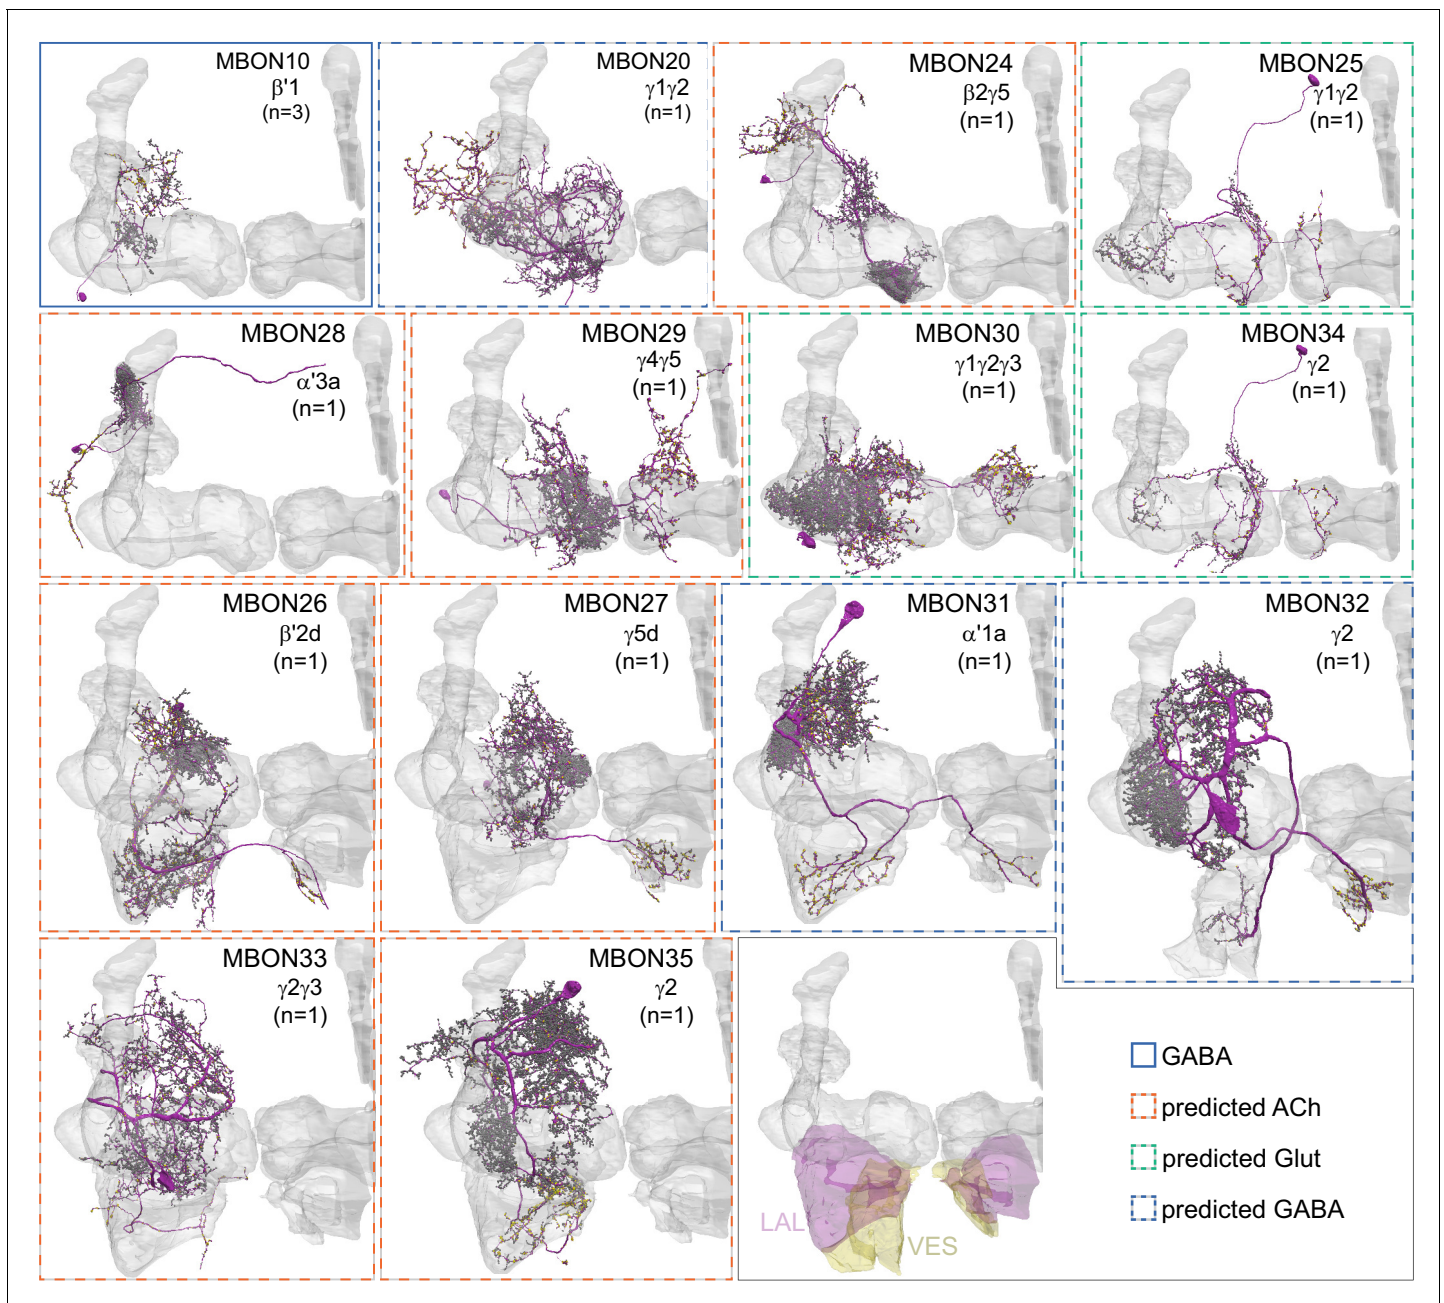 MBON10
β'1
(n=3)
MBON20
γ1γ2
(n=1)
MBON24
β2γ5
(n=1)
MBON25
γ1γ2
(n=1)
MBON28
α'3a
(n=1)
MBON29
γ4γ5
(n=1)
MBON30
γ1γ2γ3
(n=1)
MBON34
γ2
(n=1)
MBON26
β'2d
(n=1)
MBON27
γ5d
(n=1)
MBON31
α'1a
(n=1)
MBON32
γ2
(n=1)
MBON33
γ2γ3
(n=1)
MBON35
γ2
(n=1)
LAL
VES
GABA
predicted ACh
predicted Glut
predicted GABA